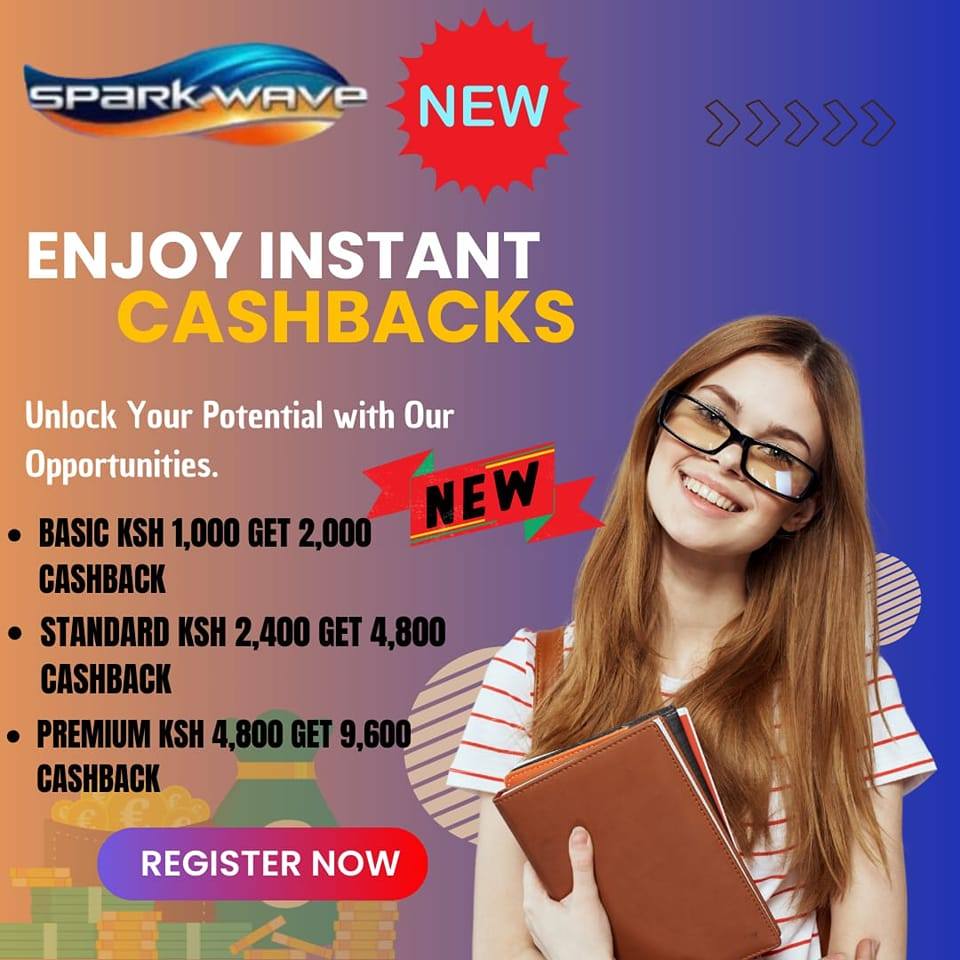 SPARK WAVE
NEW
ENJOY INSTANT
CASHBACKS
Unlock Your Potential with Our
Opportunities.
NEW
• BASIC KSH 1,000 GET 2,000
CASHBACK
• STANDARD KSH 2,400 GET 4,800
CASHBACK
• PREMIUM KSH 4,800 GET 9,600
CASHBACK
REGISTER NOW